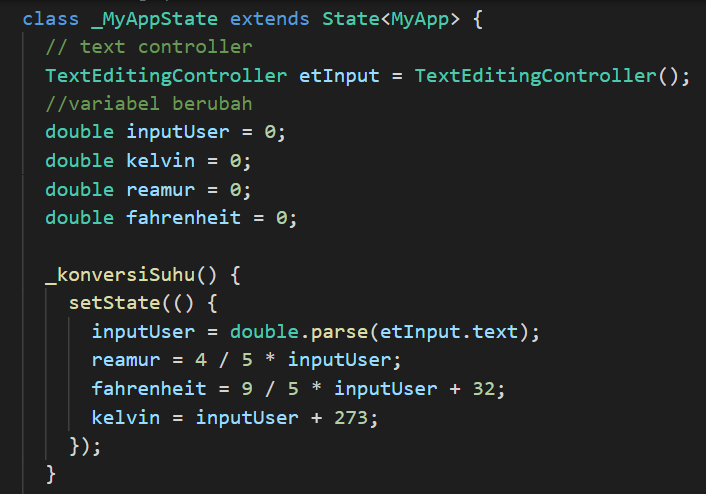 class _MyAppState extends State<MyApp> {
// text controller
TextEditingController etInput = TextEditingController();
//variabel berubah
double inputUser = 0;
double kelvin = 0;
double reamur = 0;
double fahrenheit = 0;
_konversiSuhu() {
setState(() {
inputUser = double.parse(etInput.text);
reamur = 4 / 5 * inputUser;
fahrenheit = 9 / 5 * inputUser + 32;
kelvin = inputUser + 273;
});
}